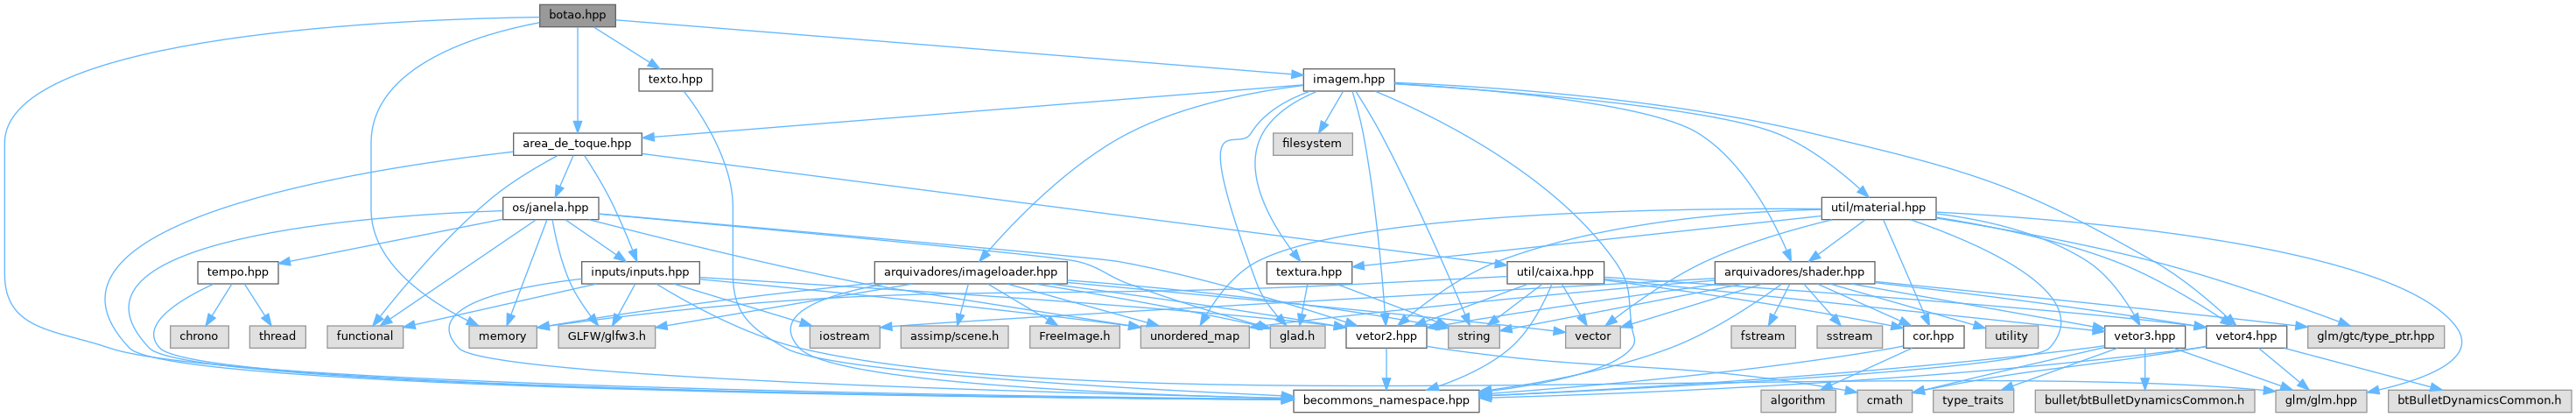 botao.hpp
texto.hpp
imagem.hpp
area_de_toque.hpp
filesystem
os/janela.hpp
util/material.hpp
tempo.hpp
inputs/inputs.hpp
arquivadores/imageloader.hpp
textura.hpp
util/caixa.hpp
arquivadores/shader.hpp
chrono
thread
functional
memory
GLFW/glfw3.h
iostream
assimp/scene.h
FreeImage.h
unordered_map
glad.h
vetor2.hpp
string
vector
fstream
sstream
cor.hpp
utility
vetor3.hpp
vetor4.hpp
glm/gtc/type_ptr.hpp
becommons_namespace.hpp
algorithm
cmath
type_traits
bullet/btBulletDynamicsCommon.h
glm/glm.hpp
btBulletDynamicsCommon.h